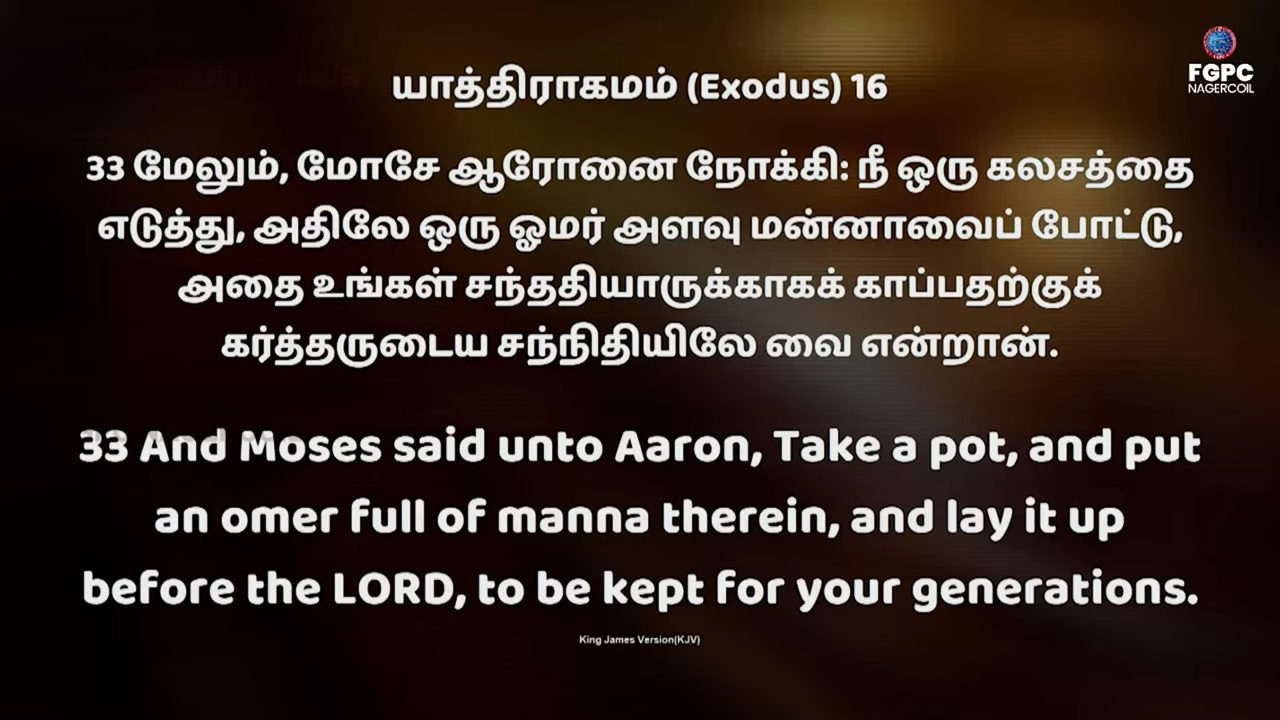 FGPC
NAGERCOIL
யாத்திராகமம் (Exodus) 16
33 மேலும், மோசே ஆரோனை நோக்கி: நீ ஒரு கலசத்தை
எடுத்து, அதிலே ஒரு ஓமர் அளவு மன்னாவைப் போட்டு,
அதை உங்கள் சந்ததியாருக்காகக் காப்பதற்குக்
கர்த்தருடைய சந்நிதியிலே வை என்றான்.
33 And Moses said unto Aaron, Take a pot, and put
an omer full of manna therein, and lay it up
before the LORD, to be kept for your generations.
King James Version(KJV)